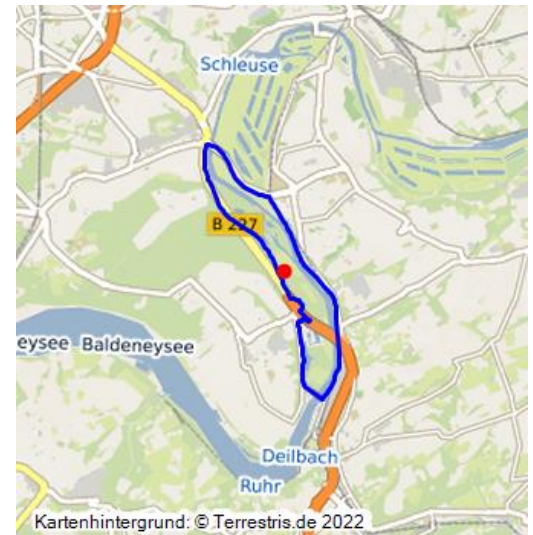 Schleuse
B 227
eysee Baldeneysee
Deilbach
Ruhr
Kartenhintergrund: © Terrestris.de 2022